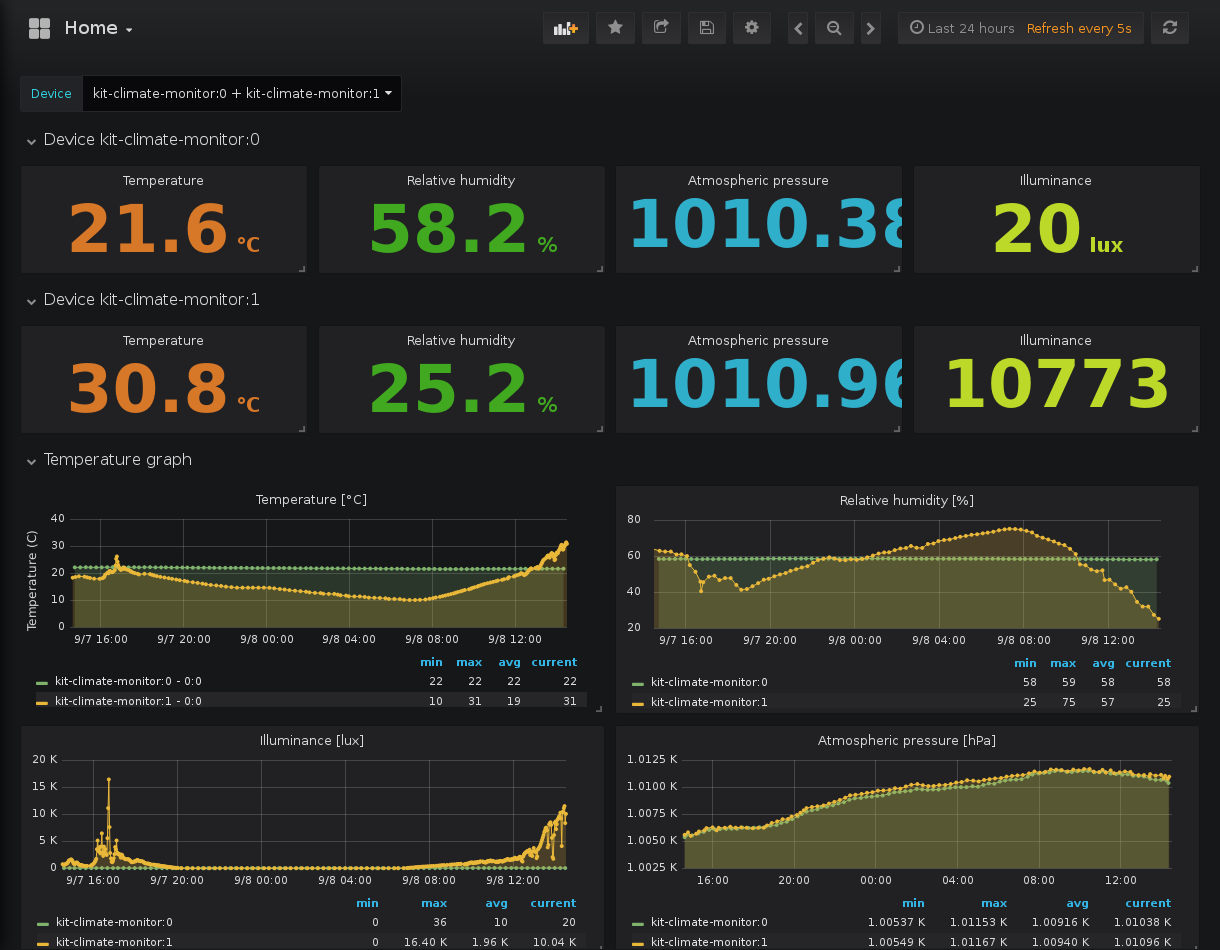 Home
Last 24 hours Refresh every 5s
Device kit-climate-monitor:0 + kit-climate-monitor:1
Device kit-climate-monitor:0
Temperature Relative humidity Atmospheric pressure Illuminance
21.6 °C 58.2 % 1010.38 20 lux
Device kit-climate-monitor:1
Temperature Relative humidity Atmospheric pressure Illuminance
30.8 °C 25.2 % 1010.96 10773
Temperature graph
Temperature [°C]
Temperature (C)
40
30
20
10
0
9/7 16:00 9/7 20:00 9/8 00:00 9/8 04:00 9/8 08:00 9/8 12:00
min max avg current
kit-climate-monitor:0 - 0:0 22 22 22 22
kit-climate-monitor:1 - 0:0 10 31 19 31
Relative humidity [%]
80
60
40
20
9/7 16:00 9/7 20:00 9/8 00:00 9/8 04:00 9/8 08:00 9/8 12:00
min max avg current
kit-climate-monitor:0 58 59 58 58
kit-climate-monitor:1 25 75 57 25
Illuminance [lux]
20 K
15 K
10 K
5 K
0
9/7 16:00 9/7 20:00 9/8 00:00 9/8 04:00 9/8 08:00 9/8 12:00
min max avg current
kit-climate-monitor:0 0 36 10 20
kit-climate-monitor:1 0 16.40 K 1.96 K 10.04 K
Atmospheric pressure [hPa]
1.0125 K
1.0100 K
1.0075 K
1.0050 K
1.0025 K
16:00 20:00 00:00 04:00 08:00 12:00
min max avg current
kit-climate-monitor:0 1.00537 K 1.01153 K 1.00916 K 1.01038 K
kit-climate-monitor:1 1.00549 K 1.01167 K 1.00940 K 1.01096 K